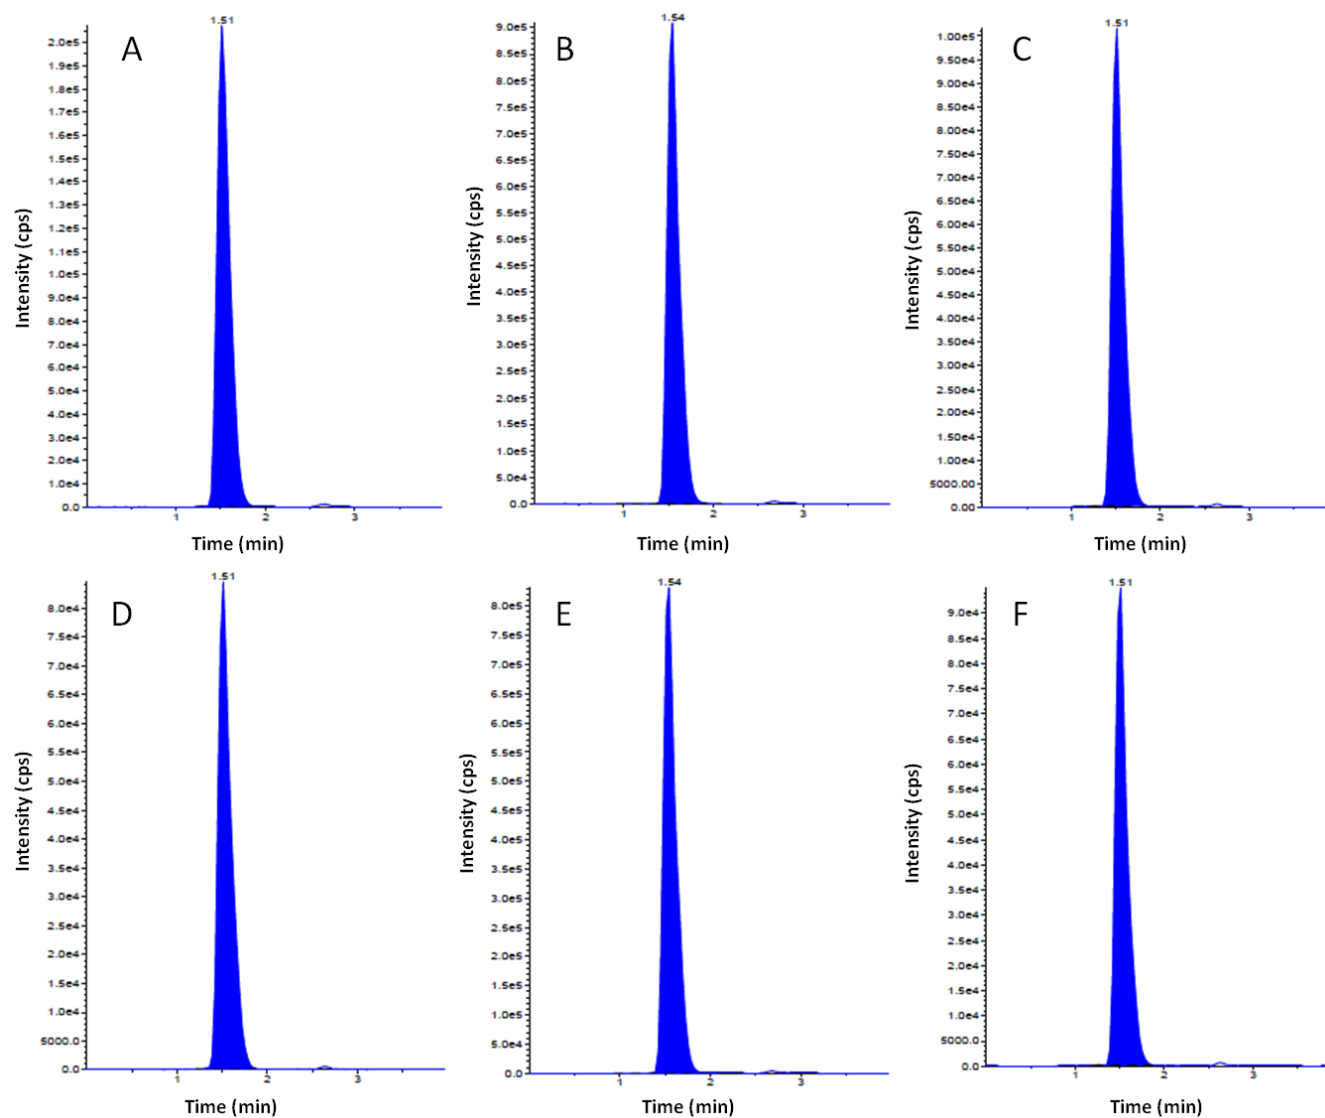 1.51
A
2.0e5
1.9e5
1.8e5
1.7e5
1.6e5
1.5e5
1.4e5
1.3e5
1.2e5
1.1e5
1.0e5
9.0e4
8.0e4
7.0e4
6.0e4
5.0e4
4.0e4
3.0e4
2.0e4
1.0e4
0.0
1 2 3
Intensity (cps)
Time (min)
1.54
B
9.0e5
8.5e5
8.0e5
7.5e5
7.0e5
6.5e5
6.0e5
5.5e5
5.0e5
4.5e5
4.0e5
3.5e5
3.0e5
2.5e5
2.0e5
1.5e5
1.0e5
5.0e4
0.0
1 2 3
Intensity (cps)
Time (min)
1.51
C
1.00e5
9.50e4
9.00e4
8.50e4
8.00e4
7.50e4
7.00e4
6.50e4
6.00e4
5.50e4
5.00e4
4.50e4
4.00e4
3.50e4
3.00e4
2.50e4
2.00e4
1.50e4
1.00e4
5000.00
0.00
1 2 3
Intensity (cps)
Time (min)
1.51
D
8.0e4
7.5e4
7.0e4
6.5e4
6.0e4
5.5e4
5.0e4
4.5e4
4.0e4
3.5e4
3.0e4
2.5e4
2.0e4
1.5e4
1.0e4
5000.0
0.0
1 2 3
Intensity (cps)
Time (min)
1.54
E
8.0e5
7.5e5
7.0e5
6.5e5
6.0e5
5.5e5
5.0e5
4.5e5
4.0e5
3.5e5
3.0e5
2.5e5
2.0e5
1.5e5
1.0e5
5.0e4
0.0
1 2 3
Intensity (cps)
Time (min)
1.51
F
9.0e4
8.5e4
8.0e4
7.5e4
7.0e4
6.5e4
6.0e4
5.5e4
5.0e4
4.5e4
4.0e4
3.5e4
3.0e4
2.5e4
2.0e4
1.5e4
1.0e4
5000.0
0.0
1 2 3
Intensity (cps)
Time (min)